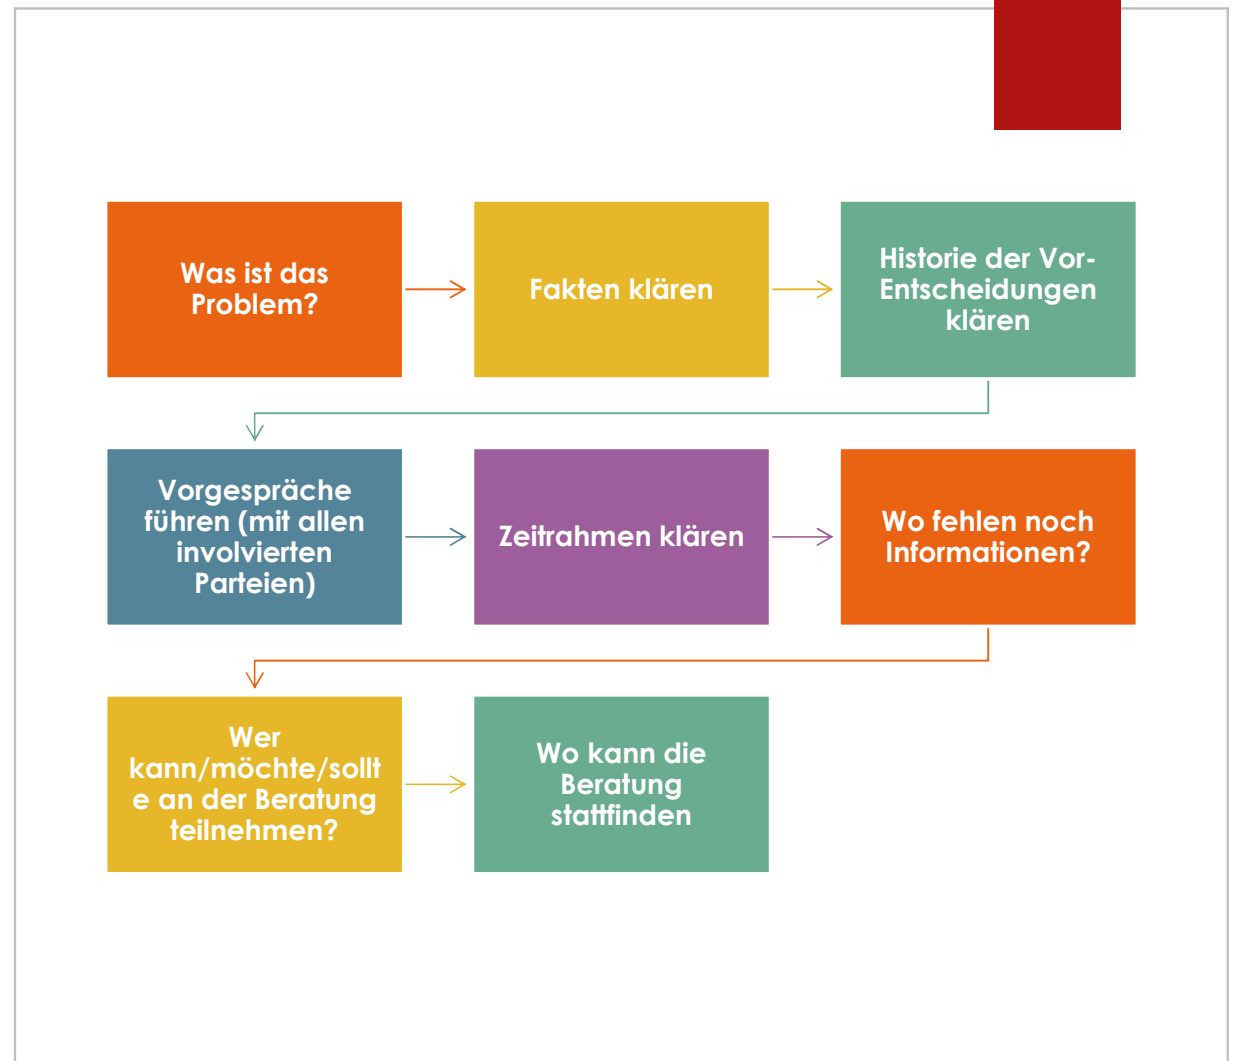 Was ist das
Problem?
Fakten klären
Historie der Vor-
Entscheidungen
klären
Vorgespräche
führen (mit allen
involvierten
Parteien)
Zeitrahmen klären
Wo fehlen noch
Informationen?
Wer
kann/möchte/sollt
e an der Beratung
teilnehmen?
Wo kann die
Beratung
stattfinden